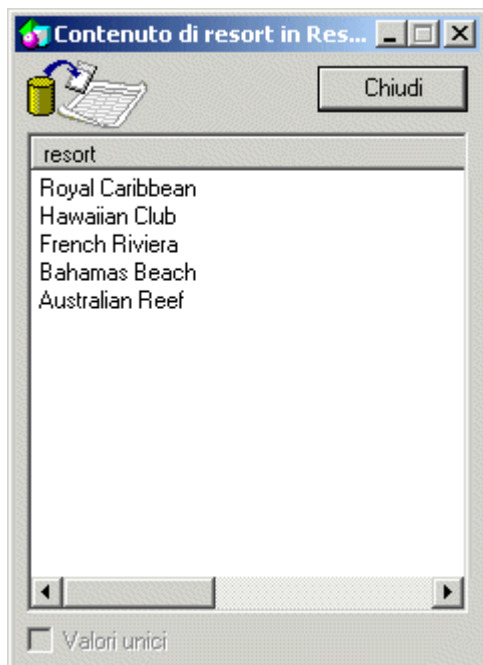 Contenuto di resort in Res...
Chiudi
resort
Royal Caribbean
Hawaiian Club
French Riviera
Bahamas Beach
Australian Reef
Valori unici